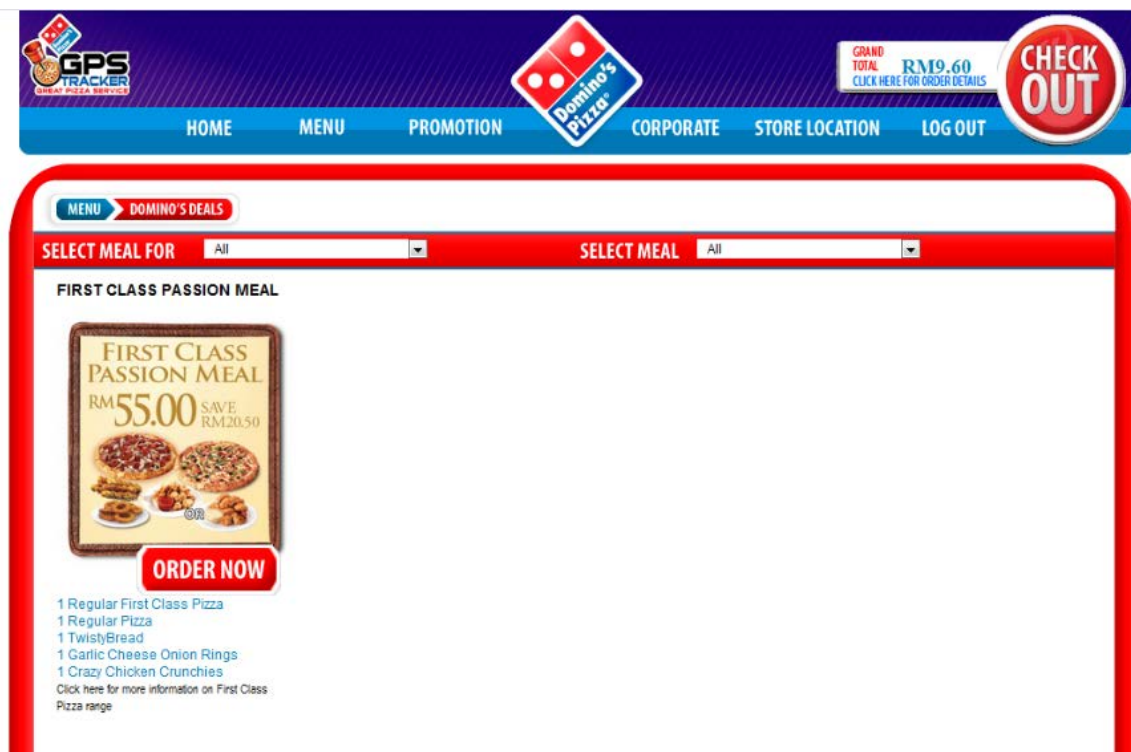 GPS
TRACKER
GREAT PIZZA SERVICE
Domino's
Pizza
GRAND
TOTAL RM9.60
CLICK HERE FOR ORDER DETAILS
CHECK
OUT
HOME MENU PROMOTION CORPORATE STORE LOCATION LOG OUT
MENU DOMINO'S DEALS
SELECT MEAL FOR All SELECT MEAL All
FIRST CLASS PASSION MEAL
FIRST CLASS
PASSION MEAL
RM55.00 SAVE
RM20.50
OR
ORDER NOW
1 Regular First Class Pizza
1 Regular Pizza
1 TwistyBread
1 Garlic Cheese Onion Rings
1 Crazy Chicken Crunchies
Click here for more information on First Class
Pizza range